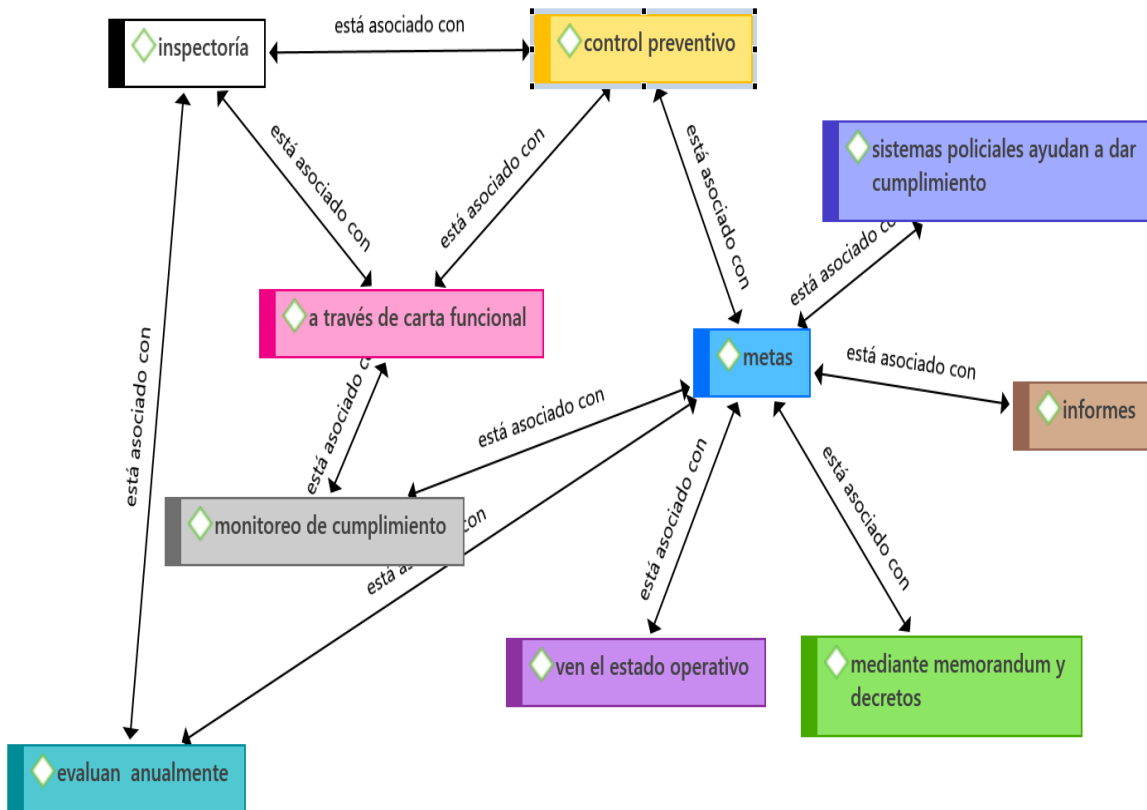 está asociado con
inspectoría
control preventivo
está asociado con
está asociado con
está asociado con
sistemas policiales ayudan a dar
cumplimiento
está asociado con
a través de carta funcional
metas
está asociado con
informes
está asociado con
está asociado con
está asociado con
está asociado con
está asociado con
monitoreo de cumplimiento
con
ven el estado operativo
mediante memorandum y
decretos
evaluan anualmente